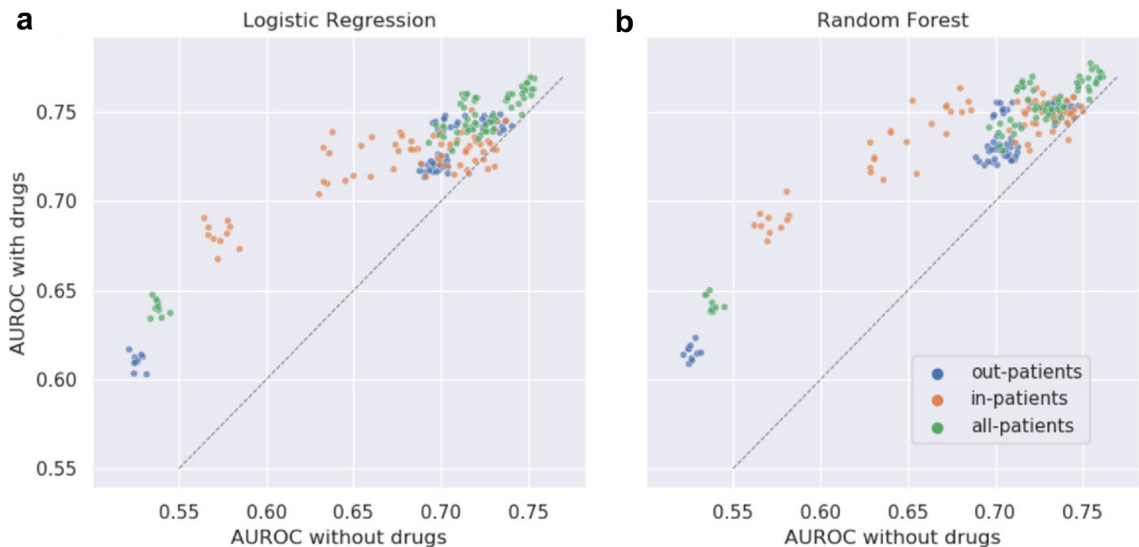 a
Logistic Regression
b
Random Forest
AUROC with drugs
0.75
0.70
0.65
0.60
0.55
0.55 0.60 0.65 0.70 0.75
AUROC without drugs
out-patients
in-patients
all-patients
0.55 0.60 0.65 0.70 0.75
AUROC without drugs